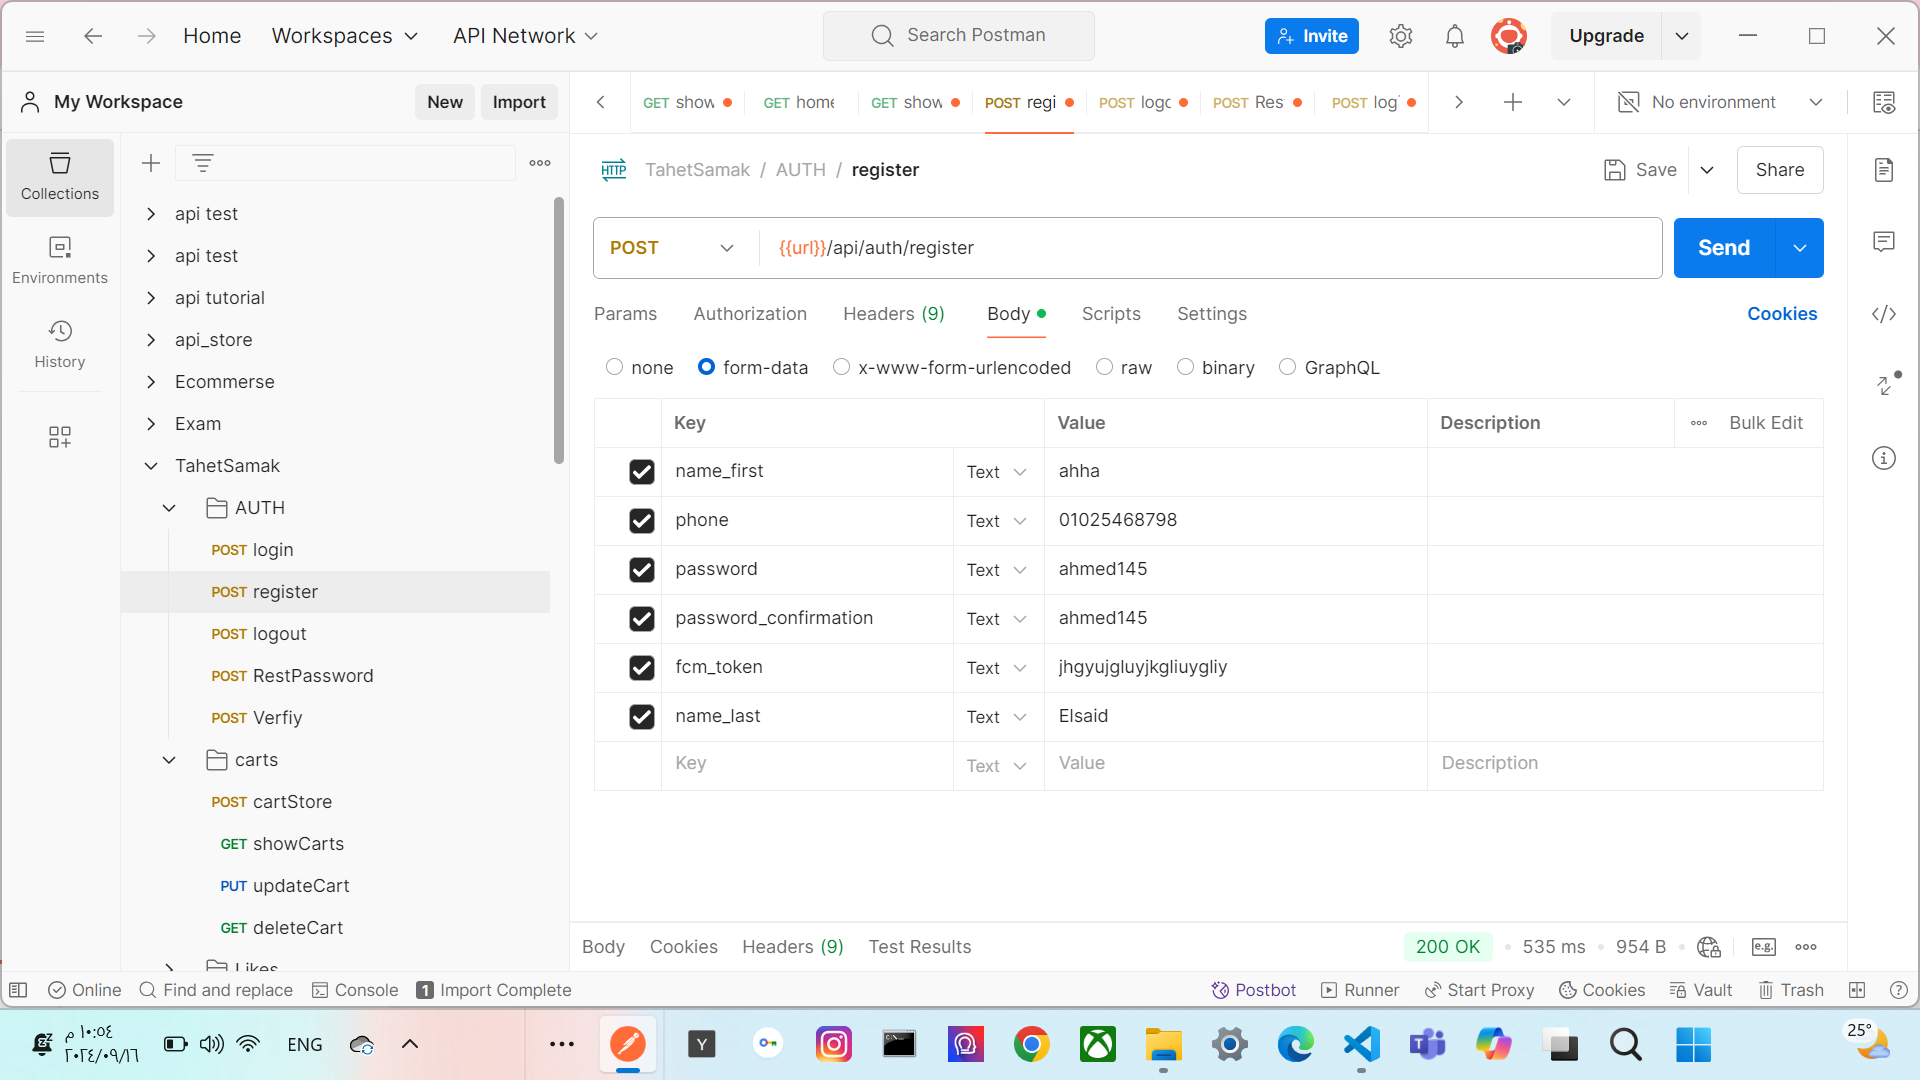 Home Workspaces API Network Search Postman Invite Upgrade
My Workspace New Import
GET show GET home GET show POST regi POST logo POST Res POST log No environment
Collections
Environments
History
api test
api test
api tutorial
api_store
Ecommerse
Exam
TahetSamak
AUTH
POST login
POST register
POST logout
POST RestPassword
POST Verfiy
carts
POST cartStore
GET showCarts
PUT updateCart
GET deleteCart
Likes
HTTP TahetSamak / AUTH / register Save Share
POST {{url}}/api/auth/register Send
Params Authorization Headers (9) Body Scripts Settings Cookies
none form-data x-www-form-urlencoded raw binary GraphQL
Key Value Description Bulk Edit
name_first Text ahha
phone Text 01025468798
password Text ahmed145
password_confirmation Text ahmed145
fcm_token Text jhgyujgluyjkgliuygliy
name_last Text Elsaid
Key Text Value Description
Body Cookies Headers (9) Test Results 200 OK 535 ms 954 B e.g.
Online Find and replace Console 1 Import Complete Postbot Runner Start Proxy Cookies Vault Trash
١٠:٥٤ م
٢٠٢٤/٠٩/١٦
ENG
Y
25°